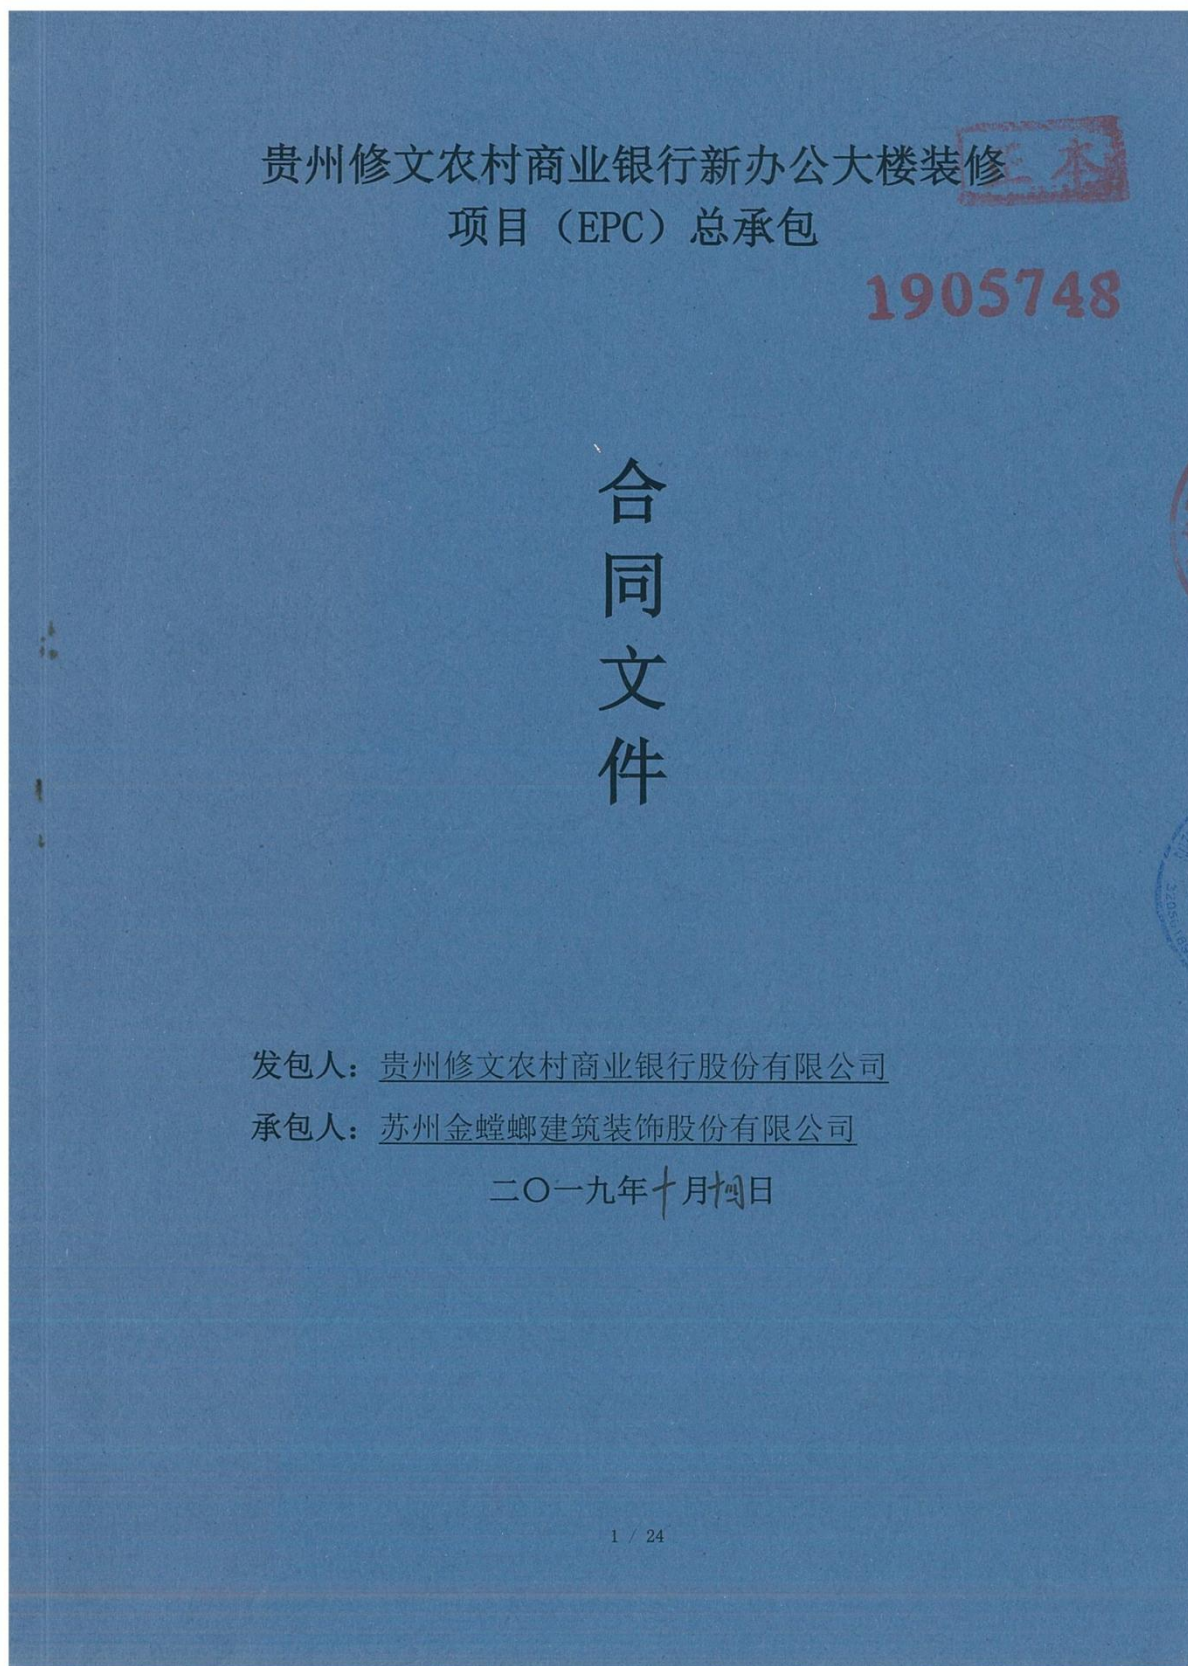 正本
贵州修文农村商业银行新办公大楼装修
项目（EPC）总承包
1905748
合
同
文
件
发包人：贵州修文农村商业银行股份有限公司
承包人：苏州金螳螂建筑装饰股份有限公司
二〇一九年十月十四日
1 / 24